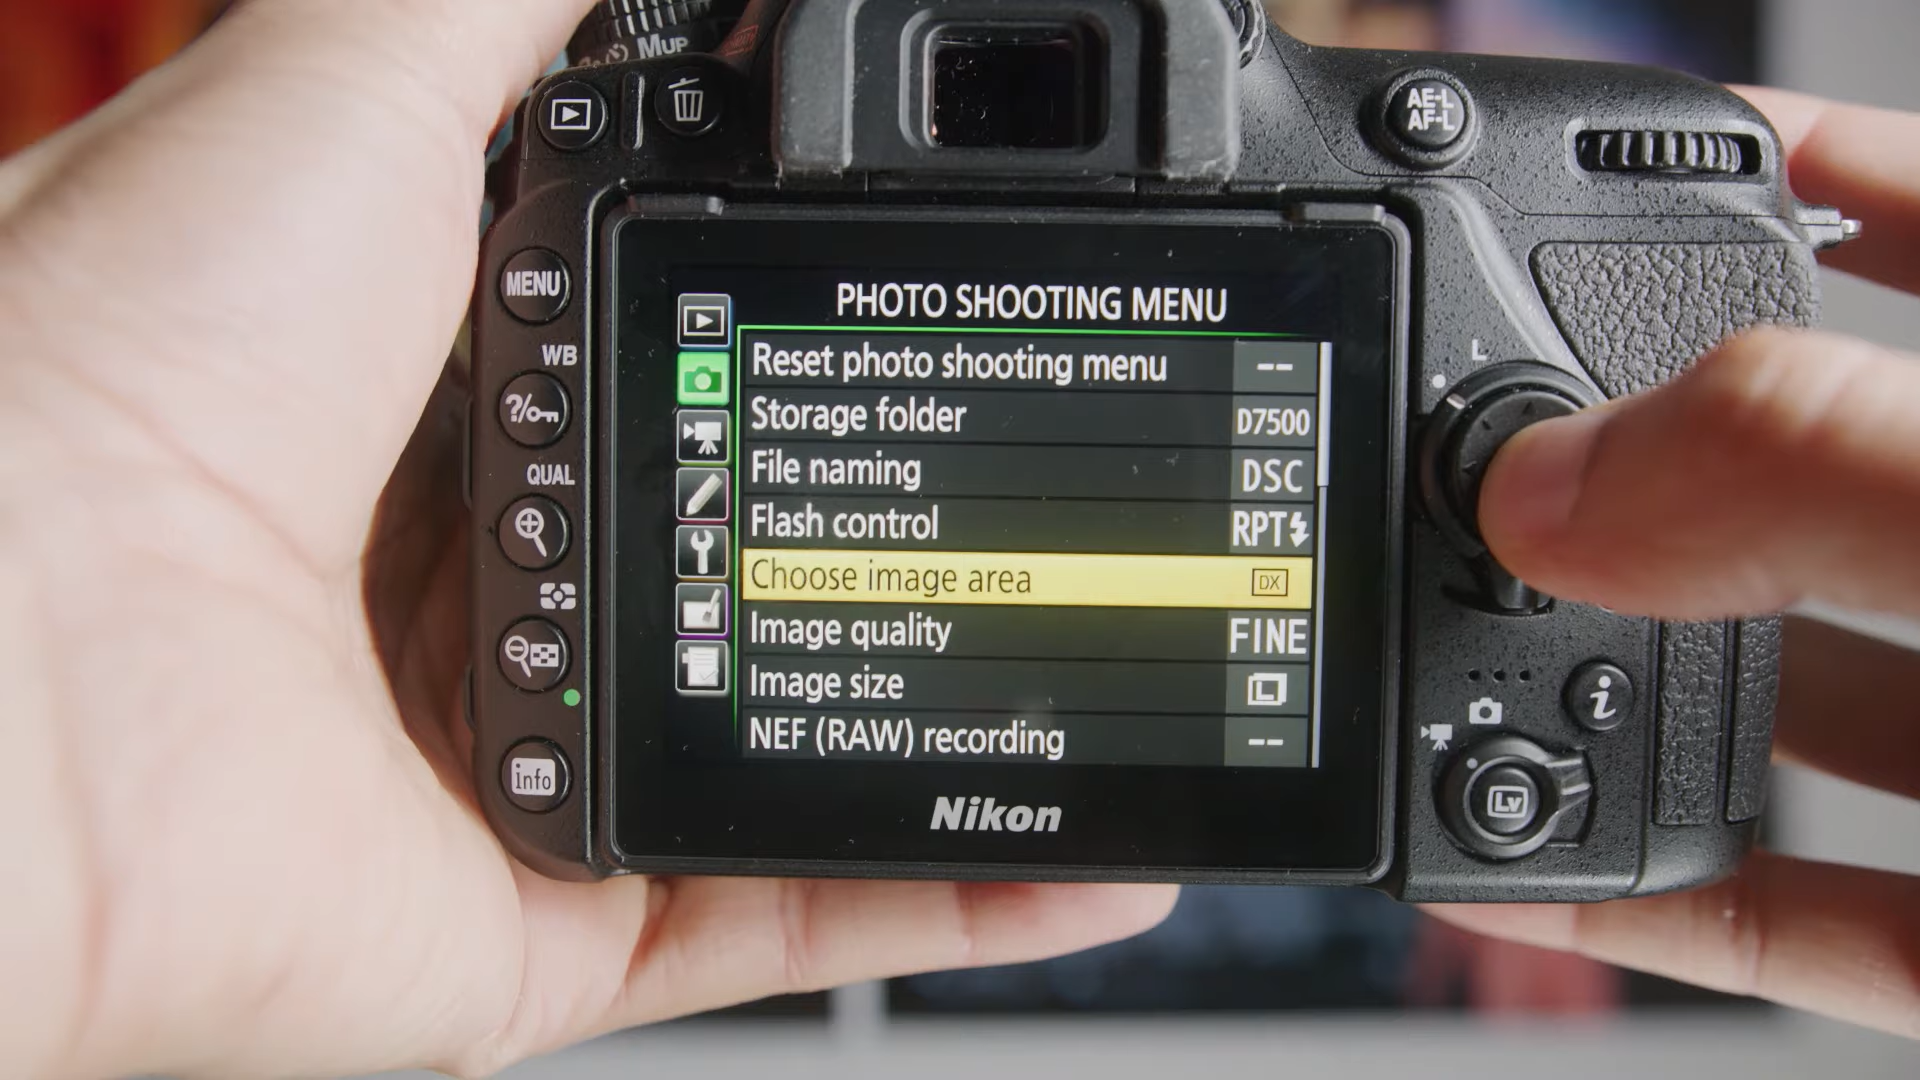 MUP
AE-L
AF-L
MENU
WB
?/
QUAL
info
PHOTO SHOOTING MENU
Reset photo shooting menu --
Storage folder D7500
File naming DSC
Flash control RPT
Choose image area DX
Image quality FINE
Image size L
NEF (RAW) recording --
Nikon
L
i
Lv